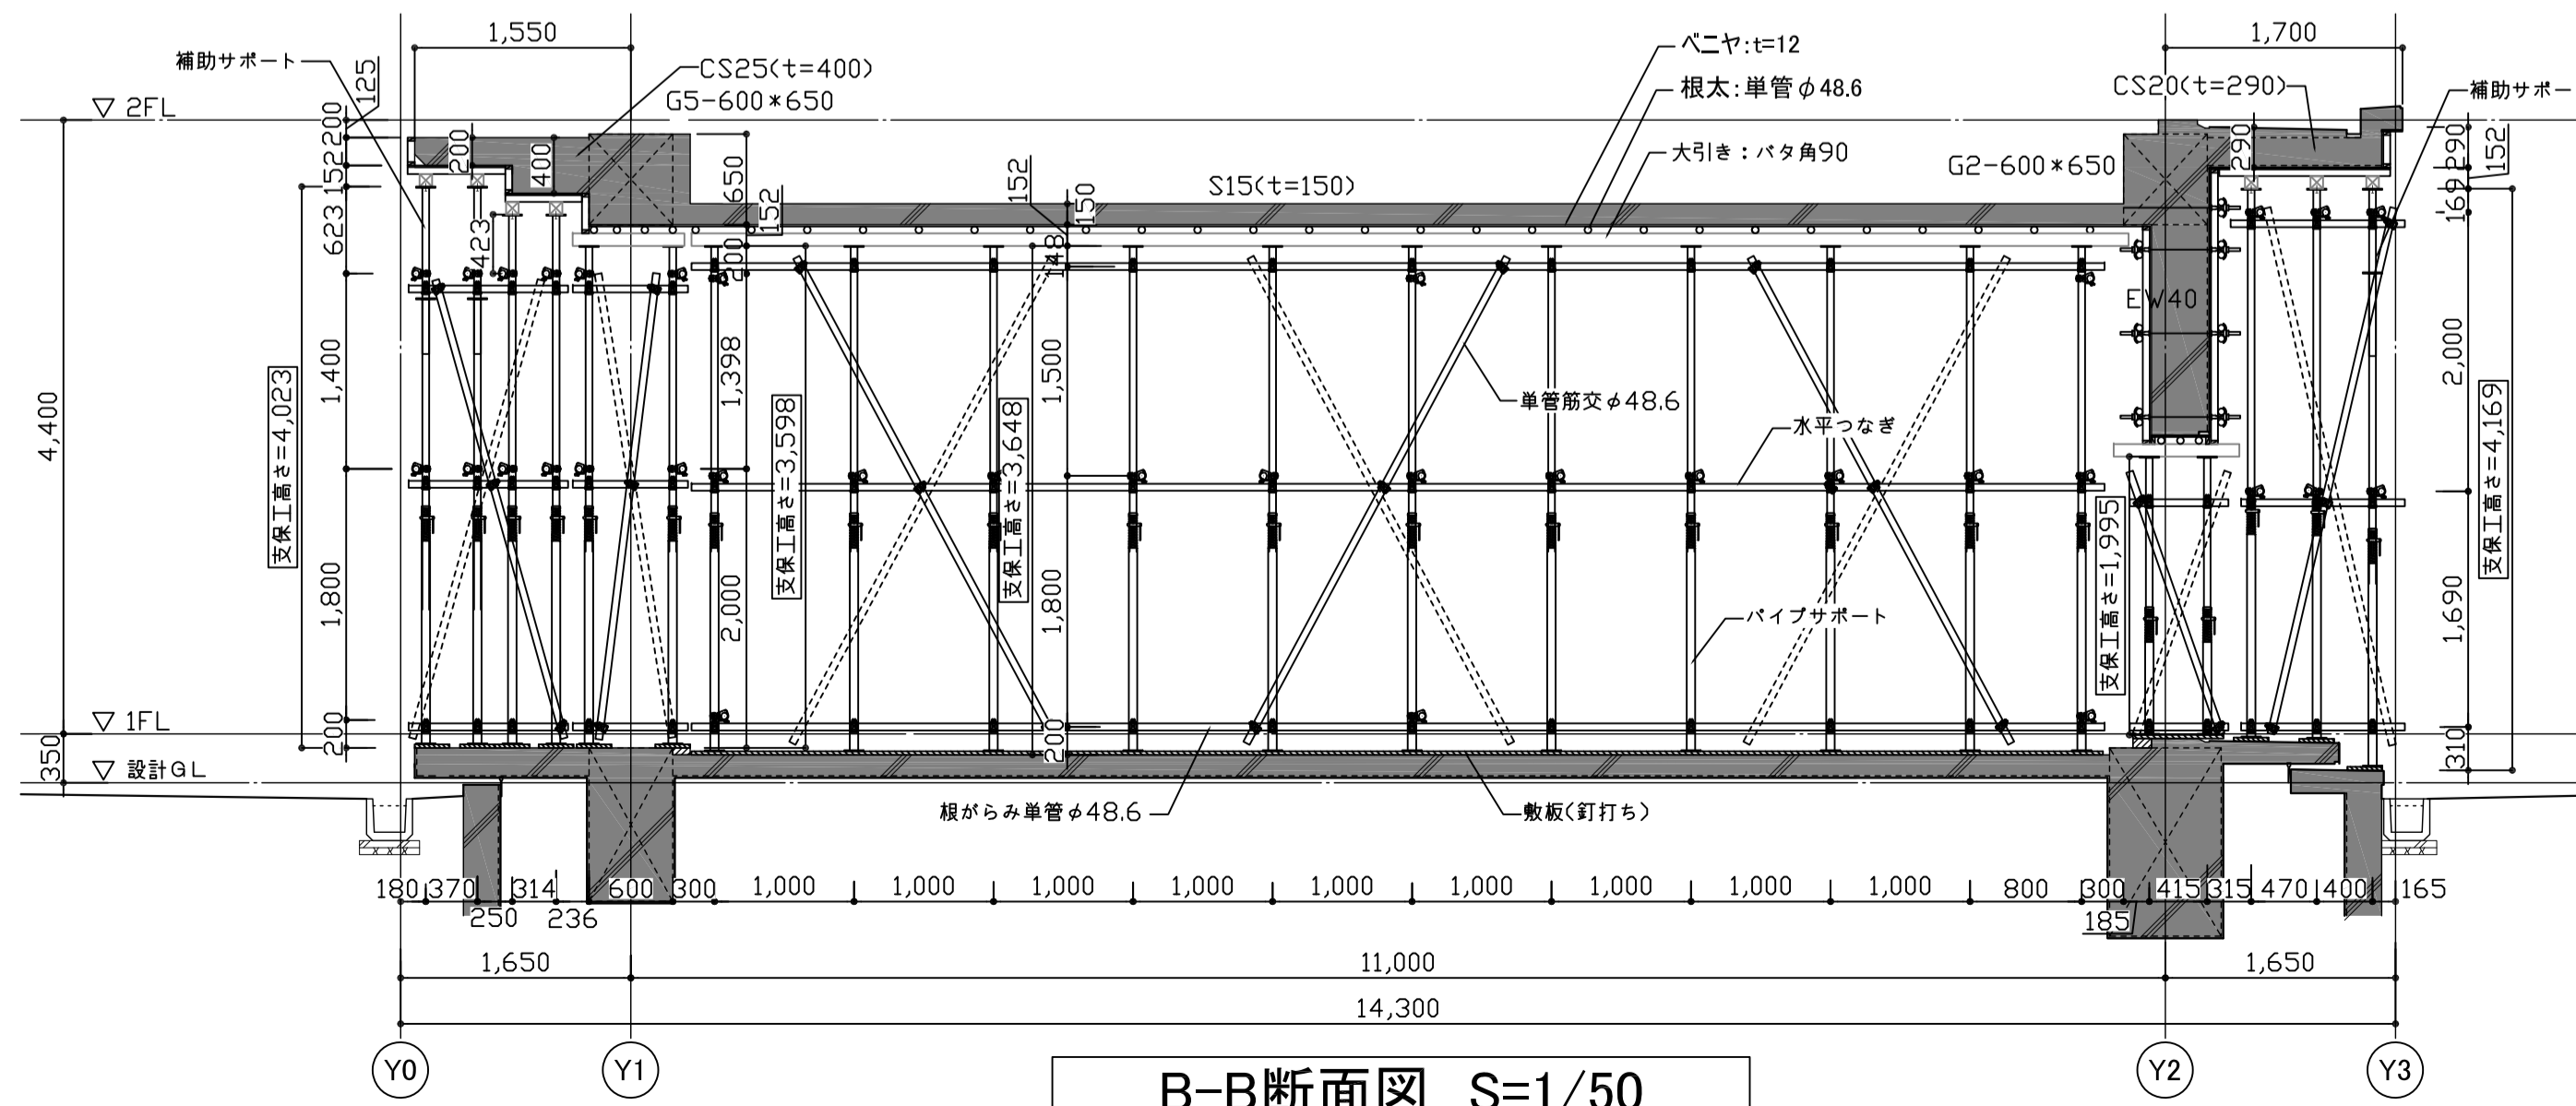 1,550
1,700
補助サポート
125
CS25(t=400)
G5-600*650
ベニヤ:t=12
根太:単管φ48.6
大引き：バタ角90
CS20(t=290)
補助サポー
▽ 2FL
200
152
623
200
400
423
650
152
200
152
150
148
S15(t=150)
G2-600*650
290
290
152
169
EW40
4,400
支保工高さ=4,023
1,400
1,800
200
1,398
2,000
支保工高さ=3,598
支保工高さ=3,648
1,500
1,800
200
単管筋交φ48.6
水平つなぎ
パイプサポート
支保工高さ=1,995
2,000
1,690
310
支保工高さ=4,169
▽ 1FL
350
▽ 設計GL
根がらみ単管φ48.6
敷板(釘打ち)
180 370 314 600 300 1,000 1,000 1,000 1,000 1,000 1,000 1,000 1,000 1,000 800 300 415 315 470 400 165
250 236 185
1,650 11,000 1,650
14,300
Y0 Y1 Y2 Y3
B-B断面図 S=1/50